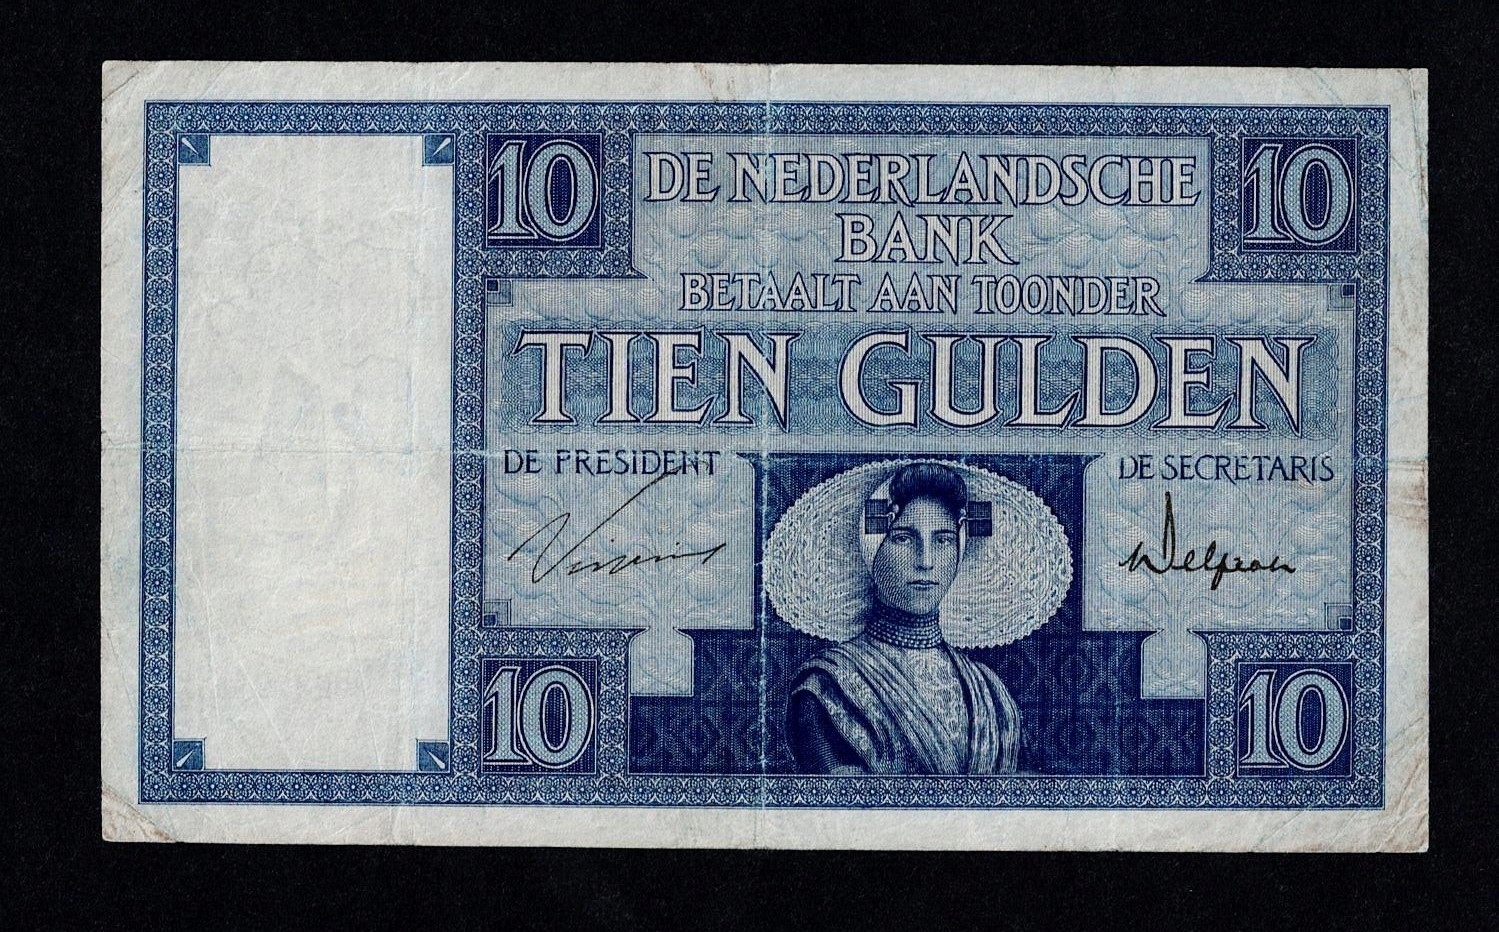 10
DE NEDERLANDSCHE
BANK
10
BETAALT AAN TOONDER
TIEN GULDEN
DE PRESIDENT
DE SECRETARIS
10
10